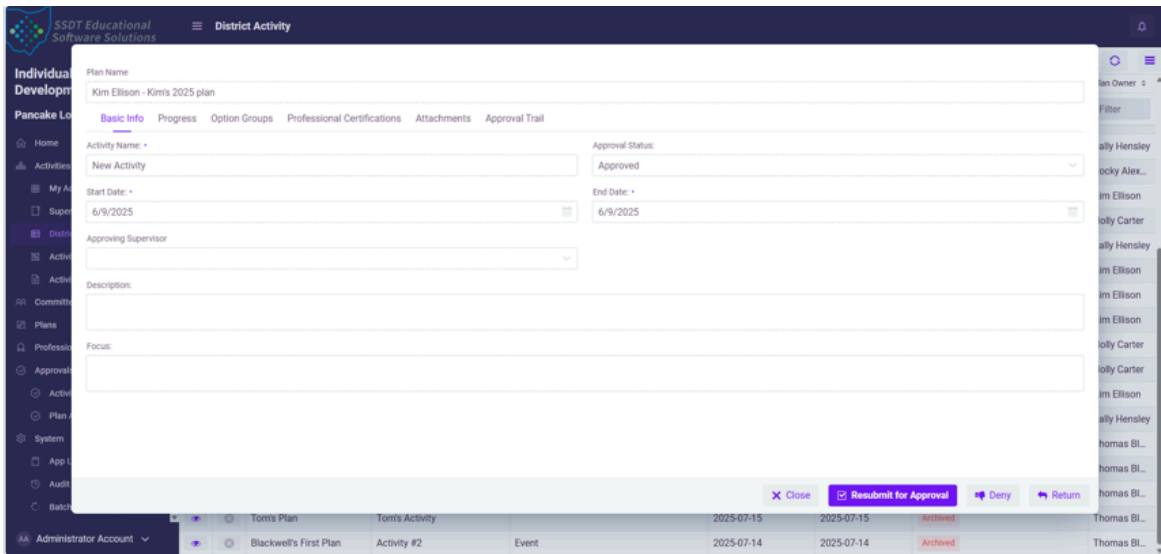 SSDT Educational
Software Solutions
District Activity
Individual
Developm
Pancake Lo
Home
Activities
My Ac
Super
Distri
Activi
Activi
Committe
Plans
Professio
Approvals
Activi
Plan A
System
App L
Audit
Batch
AA Administrator Account
Plan Name
Kim Ellison - Kim's 2025 plan
Basic Info Progress Option Groups Professional Certifications Attachments Approval Trail
Activity Name: Approval Status:
New Activity Approved
Start Date: End Date:
6/9/2025 6/9/2025
Approving Supervisor
Description:
Focus:
Close Resubmit for Approval Deny Return
lan Owner
Filter
ally Hensley
ocky Alex...
im Ellison
olly Carter
ally Hensley
im Ellison
im Ellison
im Ellison
olly Carter
olly Carter
im Ellison
ally Hensley
homas Bl...
homas Bl...
homas Bl...
Tom's Plan Tom's Activity 2025-07-15 2025-07-15 Archived Thomas Bl...
Blackwell's First Plan Activity #2 Event 2025-07-14 2025-07-14 Archived Thomas Bl...